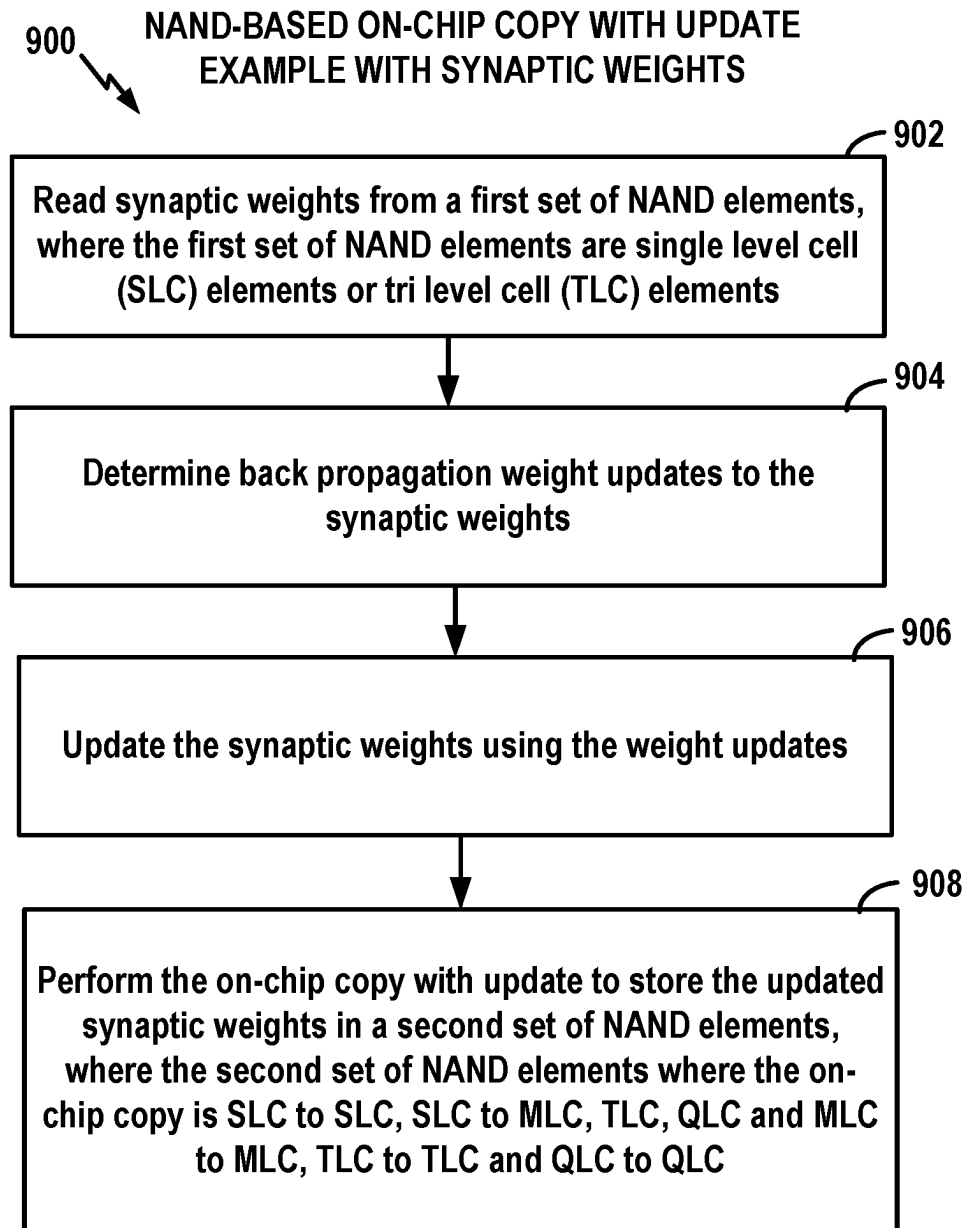 NAND-BASED ON-CHIP COPY WITH UPDATE
EXAMPLE WITH SYNAPTIC WEIGHTS
900
902
Read synaptic weights from a first set of NAND elements,
where the first set of NAND elements are single level cell
(SLC) elements or tri level cell (TLC) elements
904
Determine back propagation weight updates to the
synaptic weights
906
Update the synaptic weights using the weight updates
908
Perform the on-chip copy with update to store the updated
synaptic weights in a second set of NAND elements,
where the second set of NAND elements where the on-
chip copy is SLC to SLC, SLC to MLC, TLC, QLC and MLC
to MLC, TLC to TLC and QLC to QLC